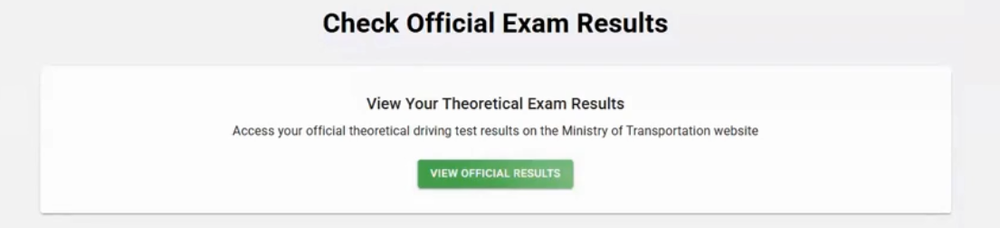 Check Official Exam Results
View Your Theoretical Exam Results
Access your official theoretical driving test results on the Ministry of Transportation website
VIEW OFFICIAL RESULTS